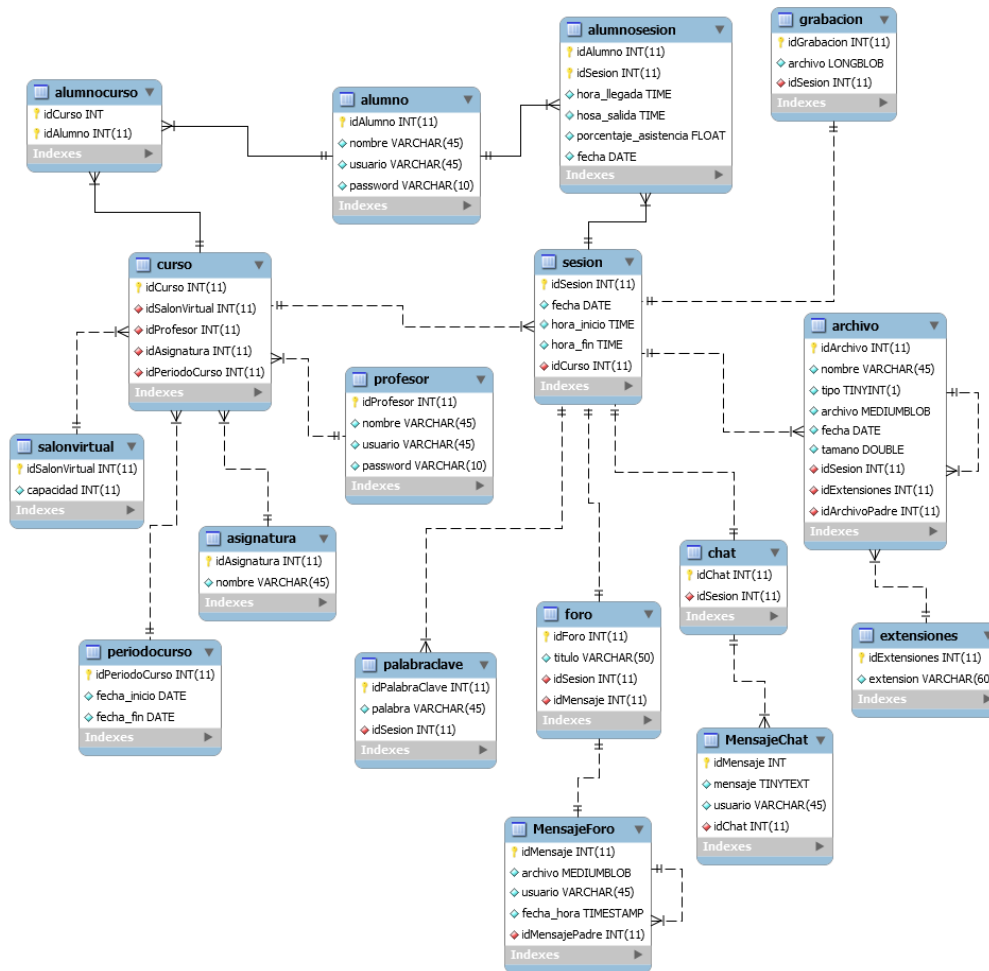 alumnosesion
idAlumno INT(11)
idSesion INT(11)
hora_llegada TIME
hosa_salida TIME
porcentaje_asistencia FLOAT
fecha DATE
Indexes
grabacion
idGrabacion INT(11)
archivo LONGBLOB
idSesion INT(11)
Indexes
alumnocurso
idCurso INT
idAlumno INT(11)
Indexes
alumno
idAlumno INT(11)
nombre VARCHAR(45)
usuario VARCHAR(45)
password VARCHAR(10)
Indexes
curso
idCurso INT(11)
idSalonVirtual INT(11)
idProfesor INT(11)
idAsignatura INT(11)
idPeriodoCurso INT(11)
Indexes
sesion
idSesion INT(11)
fecha DATE
hora_inicio TIME
hora_fin TIME
idCurso INT(11)
Indexes
archivo
idArchivo INT(11)
nombre VARCHAR(45)
tipo TINYINT(1)
archivo MEDIUMBLOB
fecha DATE
tamano DOUBLE
idSesion INT(11)
idExtensiones INT(11)
idArchivoPadre INT(11)
Indexes
profesor
idProfesor INT(11)
nombre VARCHAR(45)
usuario VARCHAR(45)
password VARCHAR(10)
Indexes
salonvirtual
idSalonVirtual INT(11)
capacidad INT(11)
Indexes
asignatura
idAsignatura INT(11)
nombre VARCHAR(45)
Indexes
chat
idChat INT(11)
idSesion INT(11)
Indexes
foro
idForo INT(11)
titulo VARCHAR(50)
idSesion INT(11)
idMensaje INT(11)
Indexes
extensiones
idExtensiones INT(11)
extension VARCHAR(60
Indexes
periodocurso
idPeriodoCurso INT(11)
fecha_inicio DATE
fecha_fin DATE
Indexes
palabraclave
idPalabraClave INT(11)
palabra VARCHAR(45)
idSesion INT(11)
Indexes
MensajeChat
idMensaje INT
mensaje TINYTEXT
usuario VARCHAR(45)
idChat INT(11)
Indexes
MensajeForo
idMensaje INT(11)
archivo MEDIUMBLOB
usuario VARCHAR(45)
fecha_hora TIMESTAMP
idMensajePadre INT(11)
Indexes